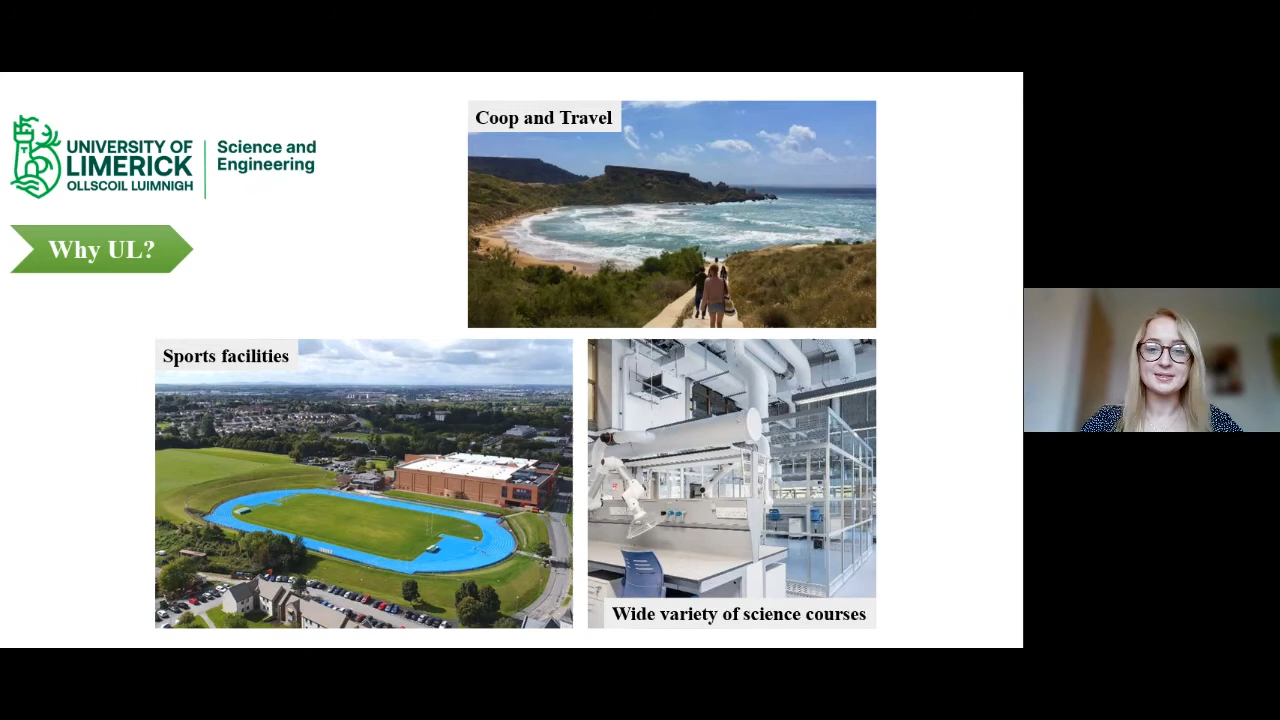 UNIVERSITY OF
LIMERICK
OLLSCOIL LUIMNIGH
Science and
Engineering
Why UL?
Coop and Travel
Sports facilities
Wide variety of science courses